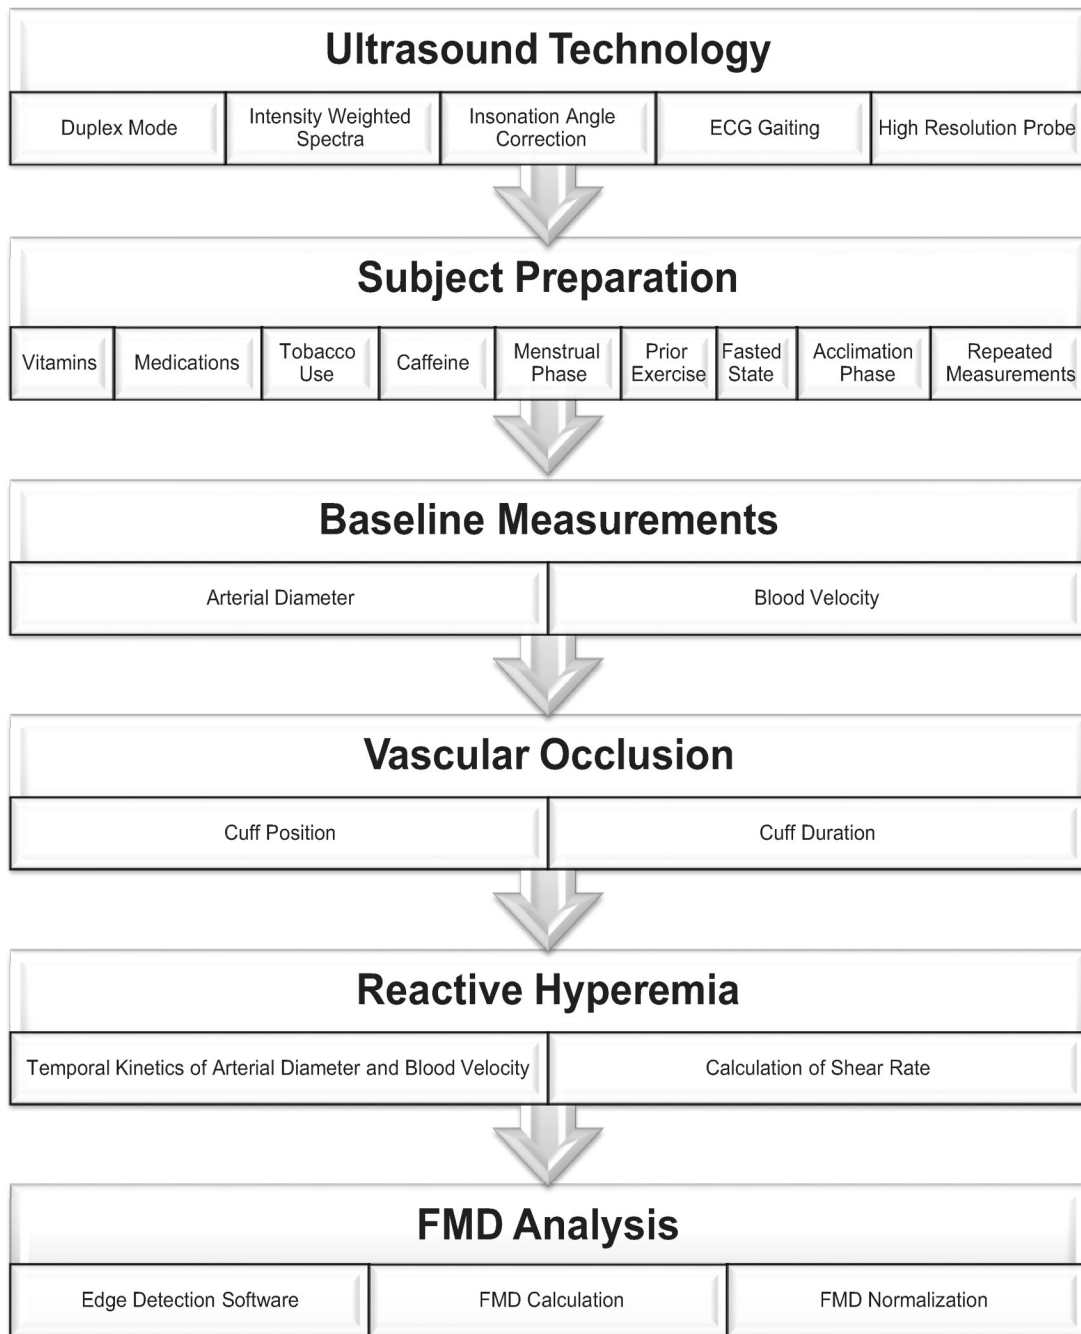 Ultrasound Technology
Duplex Mode
Intensity Weighted
Spectra
Insonation Angle
Correction
ECG Gaiting
High Resolution Probe
Subject Preparation
Vitamins
Medications
Tobacco
Use
Caffeine
Menstrual
Phase
Prior
Exercise
Fasted
State
Acclimation
Phase
Repeated
Measurements
Baseline Measurements
Arterial Diameter
Blood Velocity
Vascular Occlusion
Cuff Position
Cuff Duration
Reactive Hyperemia
Temporal Kinetics of Arterial Diameter and Blood Velocity
Calculation of Shear Rate
FMD Analysis
Edge Detection Software
FMD Calculation
FMD Normalization